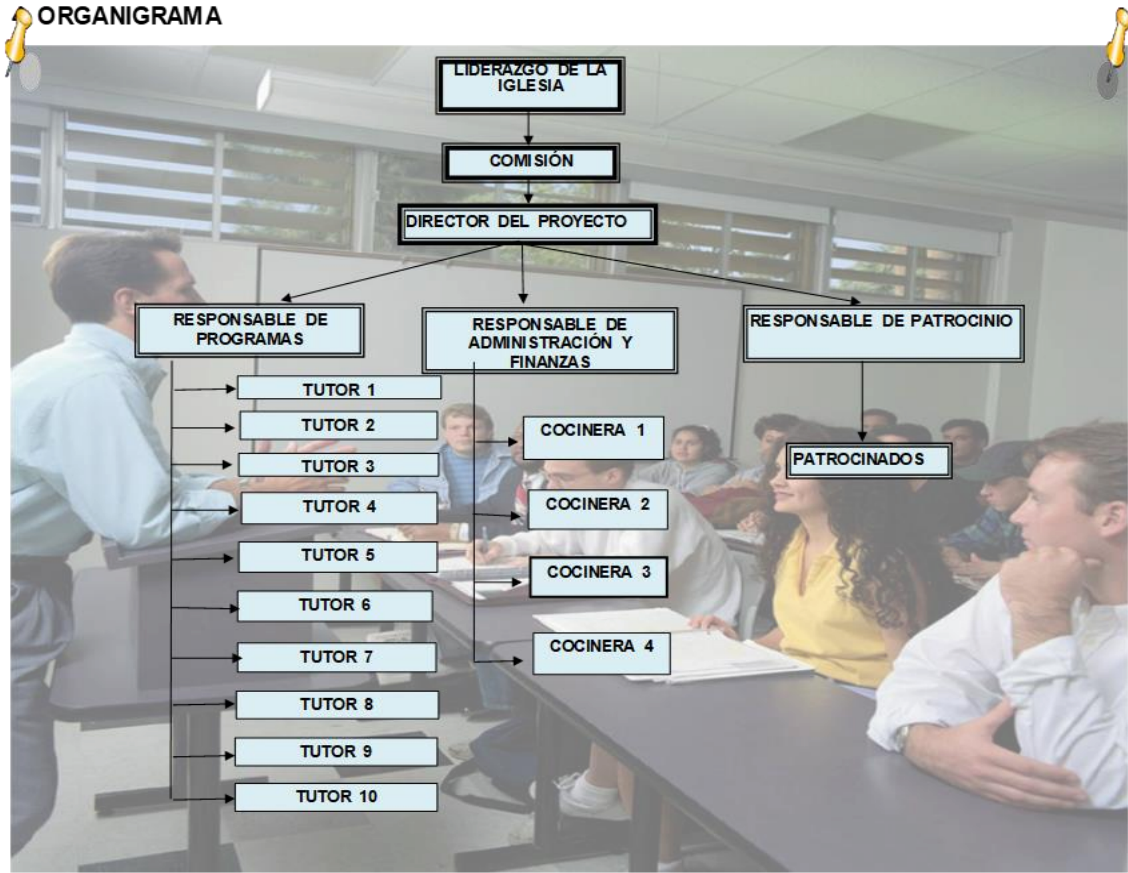 ORGANIGRAMA
LIDERAZGO DE LA
IGLESIA
COMISIÓN
DIRECTOR DEL PROYECTO
RESPONSABLE DE
PROGRAMAS
RESPONSABLE DE
ADMINISTRACIÓN Y
FINANZAS
RESPONSABLE DE PATROCINIO
TUTOR 1
TUTOR 2
TUTOR 3
TUTOR 4
TUTOR 5
TUTOR 6
TUTOR 7
TUTOR 8
TUTOR 9
TUTOR 10
COCINERA 1
COCINERA 2
COCINERA 3
COCINERA 4
PATROCINADOS